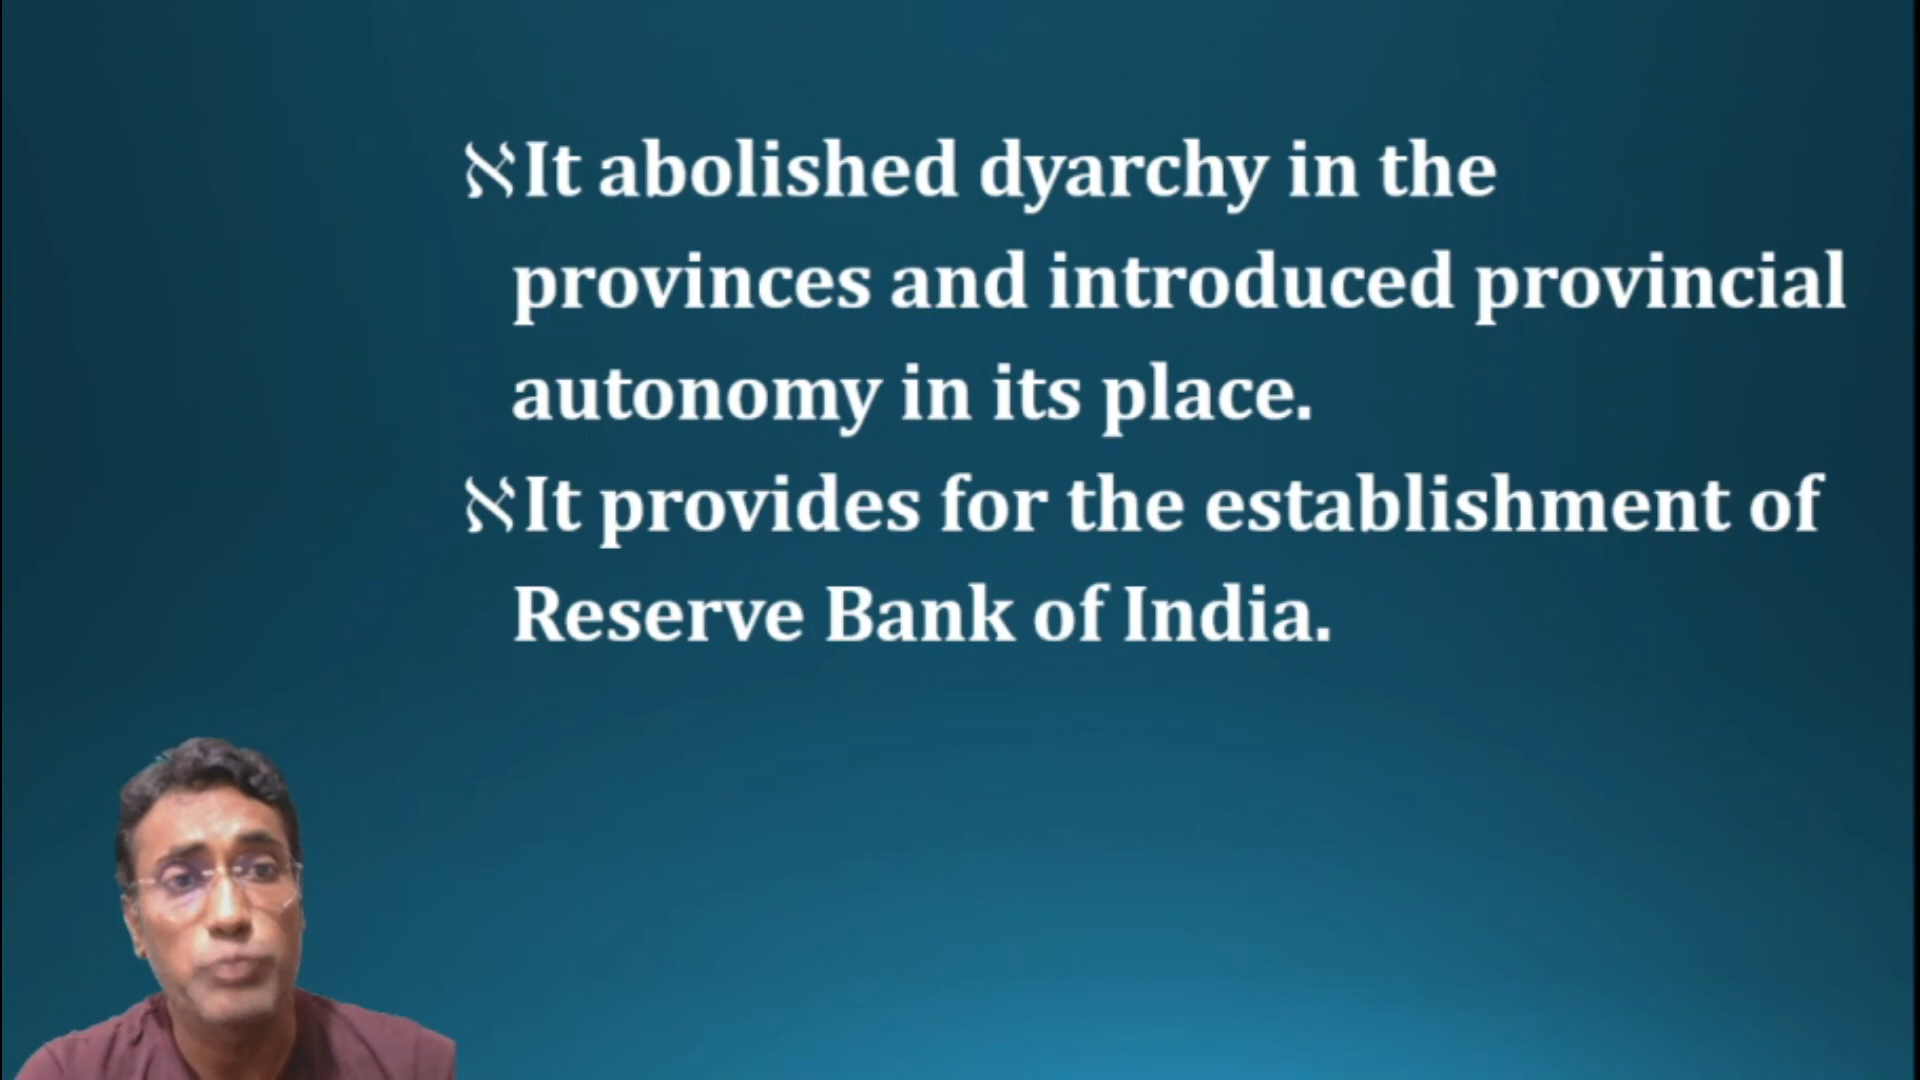 ℵIt abolished dyarchy in the
provinces and introduced provincial
autonomy in its place.
ℵIt provides for the establishment of
Reserve Bank of India.